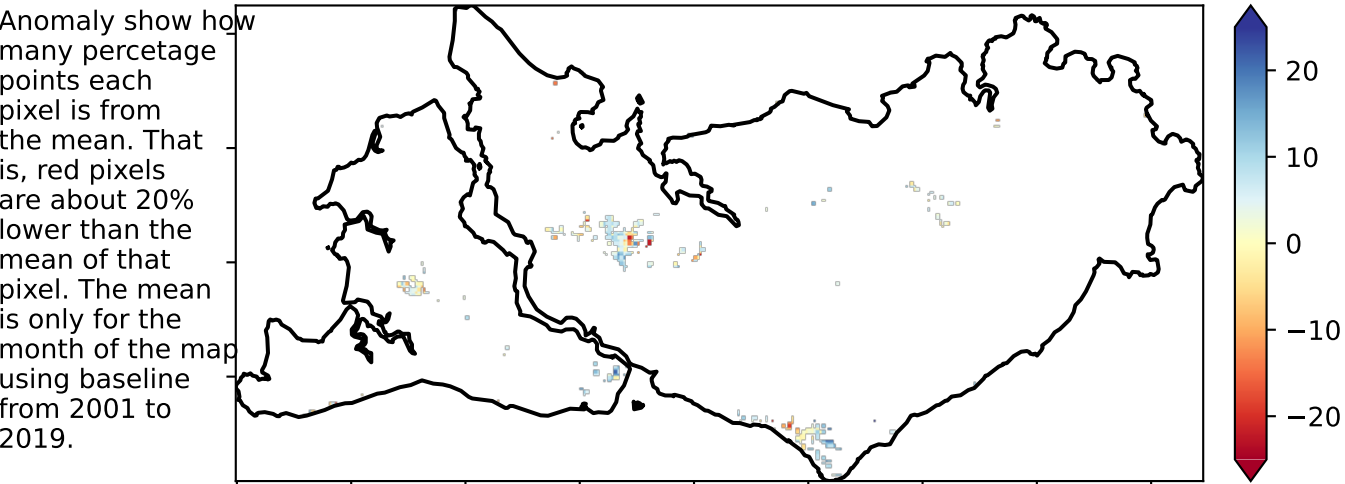 Anomaly show how
many percetage
points each
pixel is from
the mean. That
is, red pixels
are about 20%
lower than the
mean of that
pixel. The mean
is only for the
month of the map
using baseline
from 2001 to
2019.
20
10
0
−10
−20